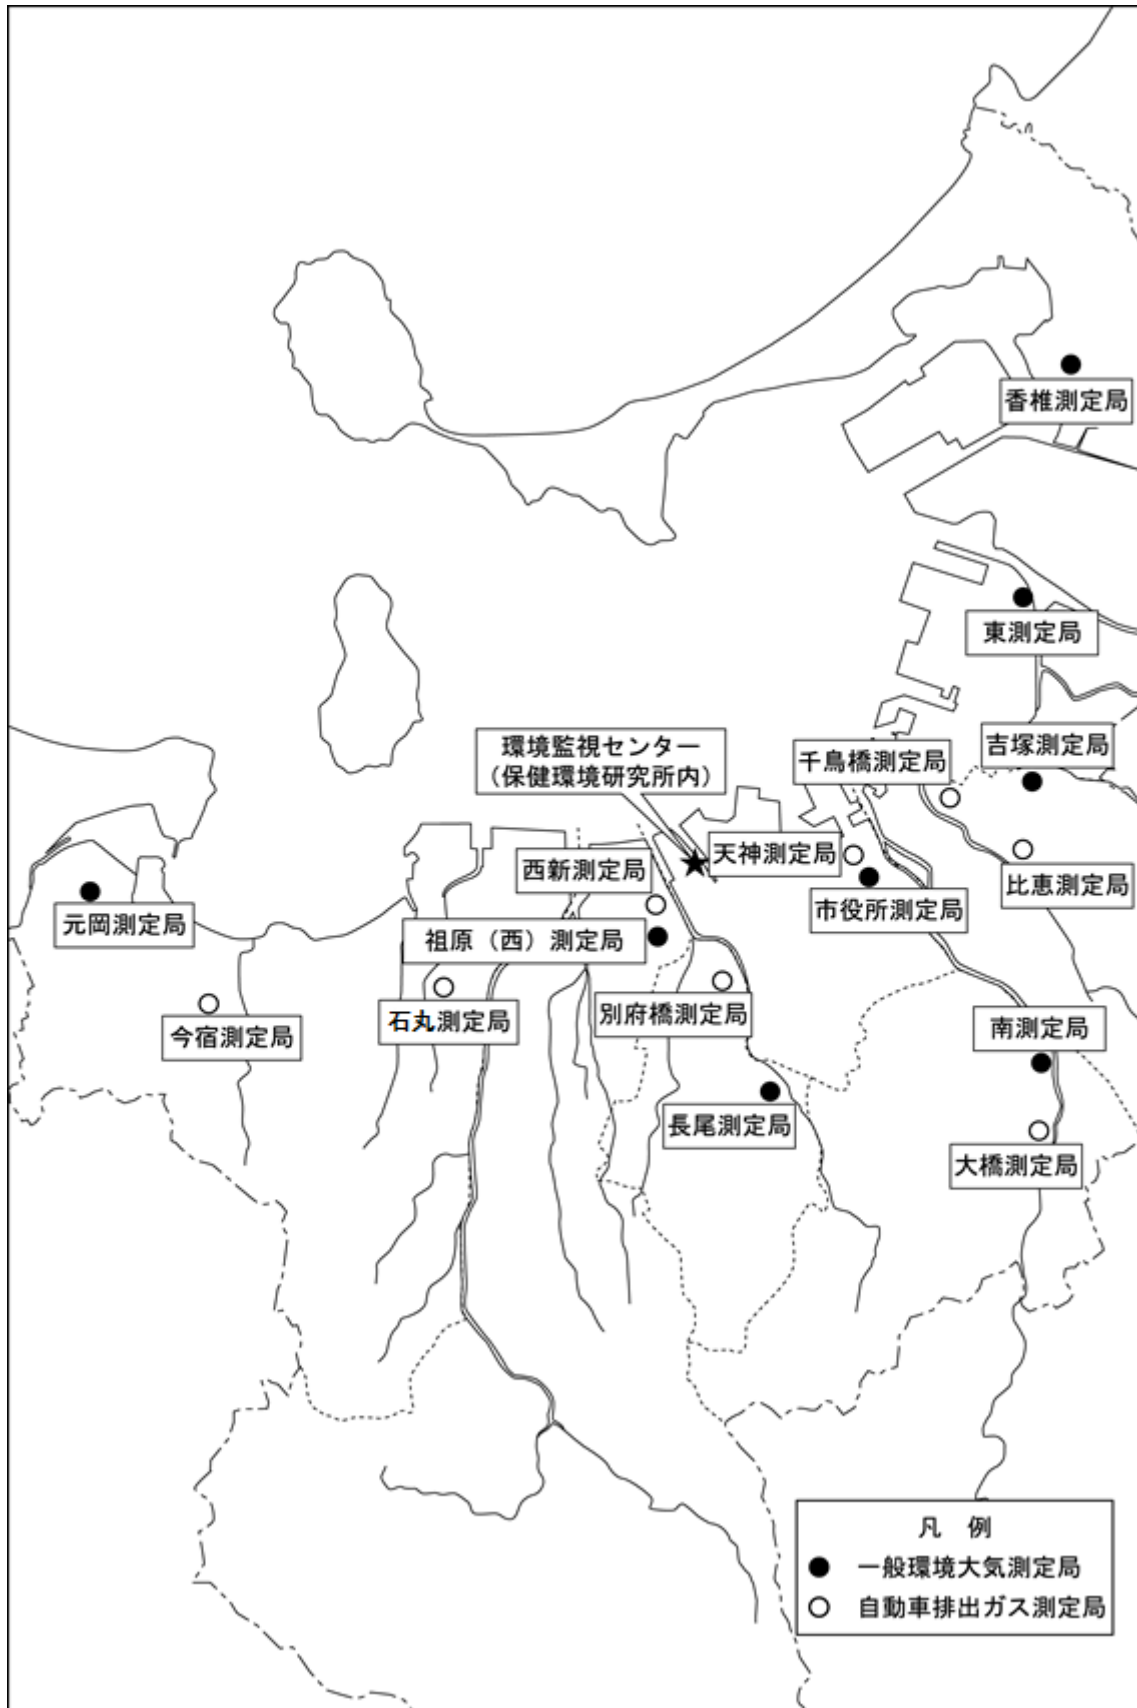 香椎測定局
東測定局
吉塚測定局
千鳥橋測定局
環境監視センター
（保健環境研究所内）
天神測定局
西新測定局
比恵測定局
市役所測定局
元岡測定局
祖原（西）測定局
別府橋測定局
石丸測定局
今宿測定局
南測定局
長尾測定局
大橋測定局
凡 例
一般環境大気測定局
自動車排出ガス測定局